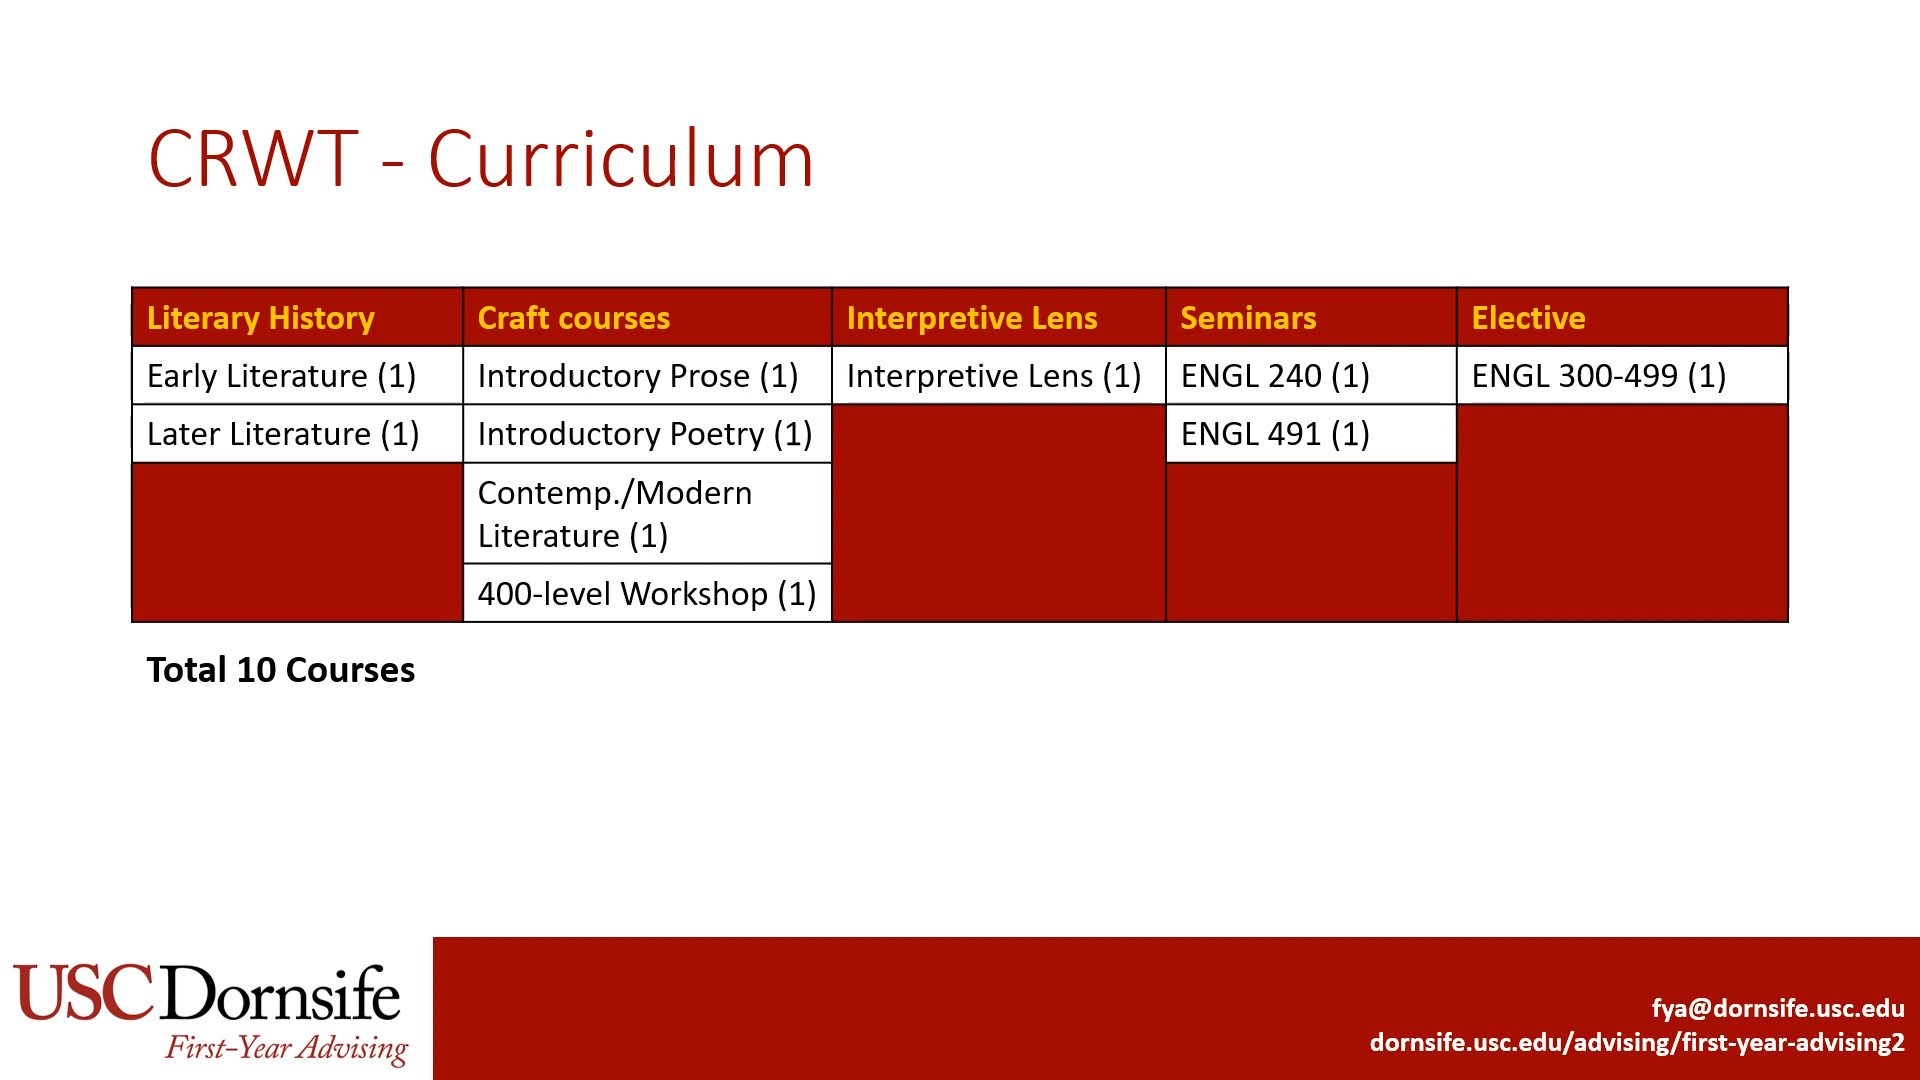 CRWT - Curriculum
Literary History
Craft courses
Interpretive Lens
Seminars
Elective
Early Literature (1)
Introductory Prose (1)
Interpretive Lens (1)
ENGL 240 (1)
ENGL 300-499 (1)
Later Literature (1)
Introductory Poetry (1)
ENGL 491 (1)
Contemp./Modern
Literature (1)
400-level Workshop (1)
Total 10 Courses
USC Dornsife
First-Year Advising
fya@dornsife.usc.edu
dornsife.usc.edu/advising/first-year-advising2